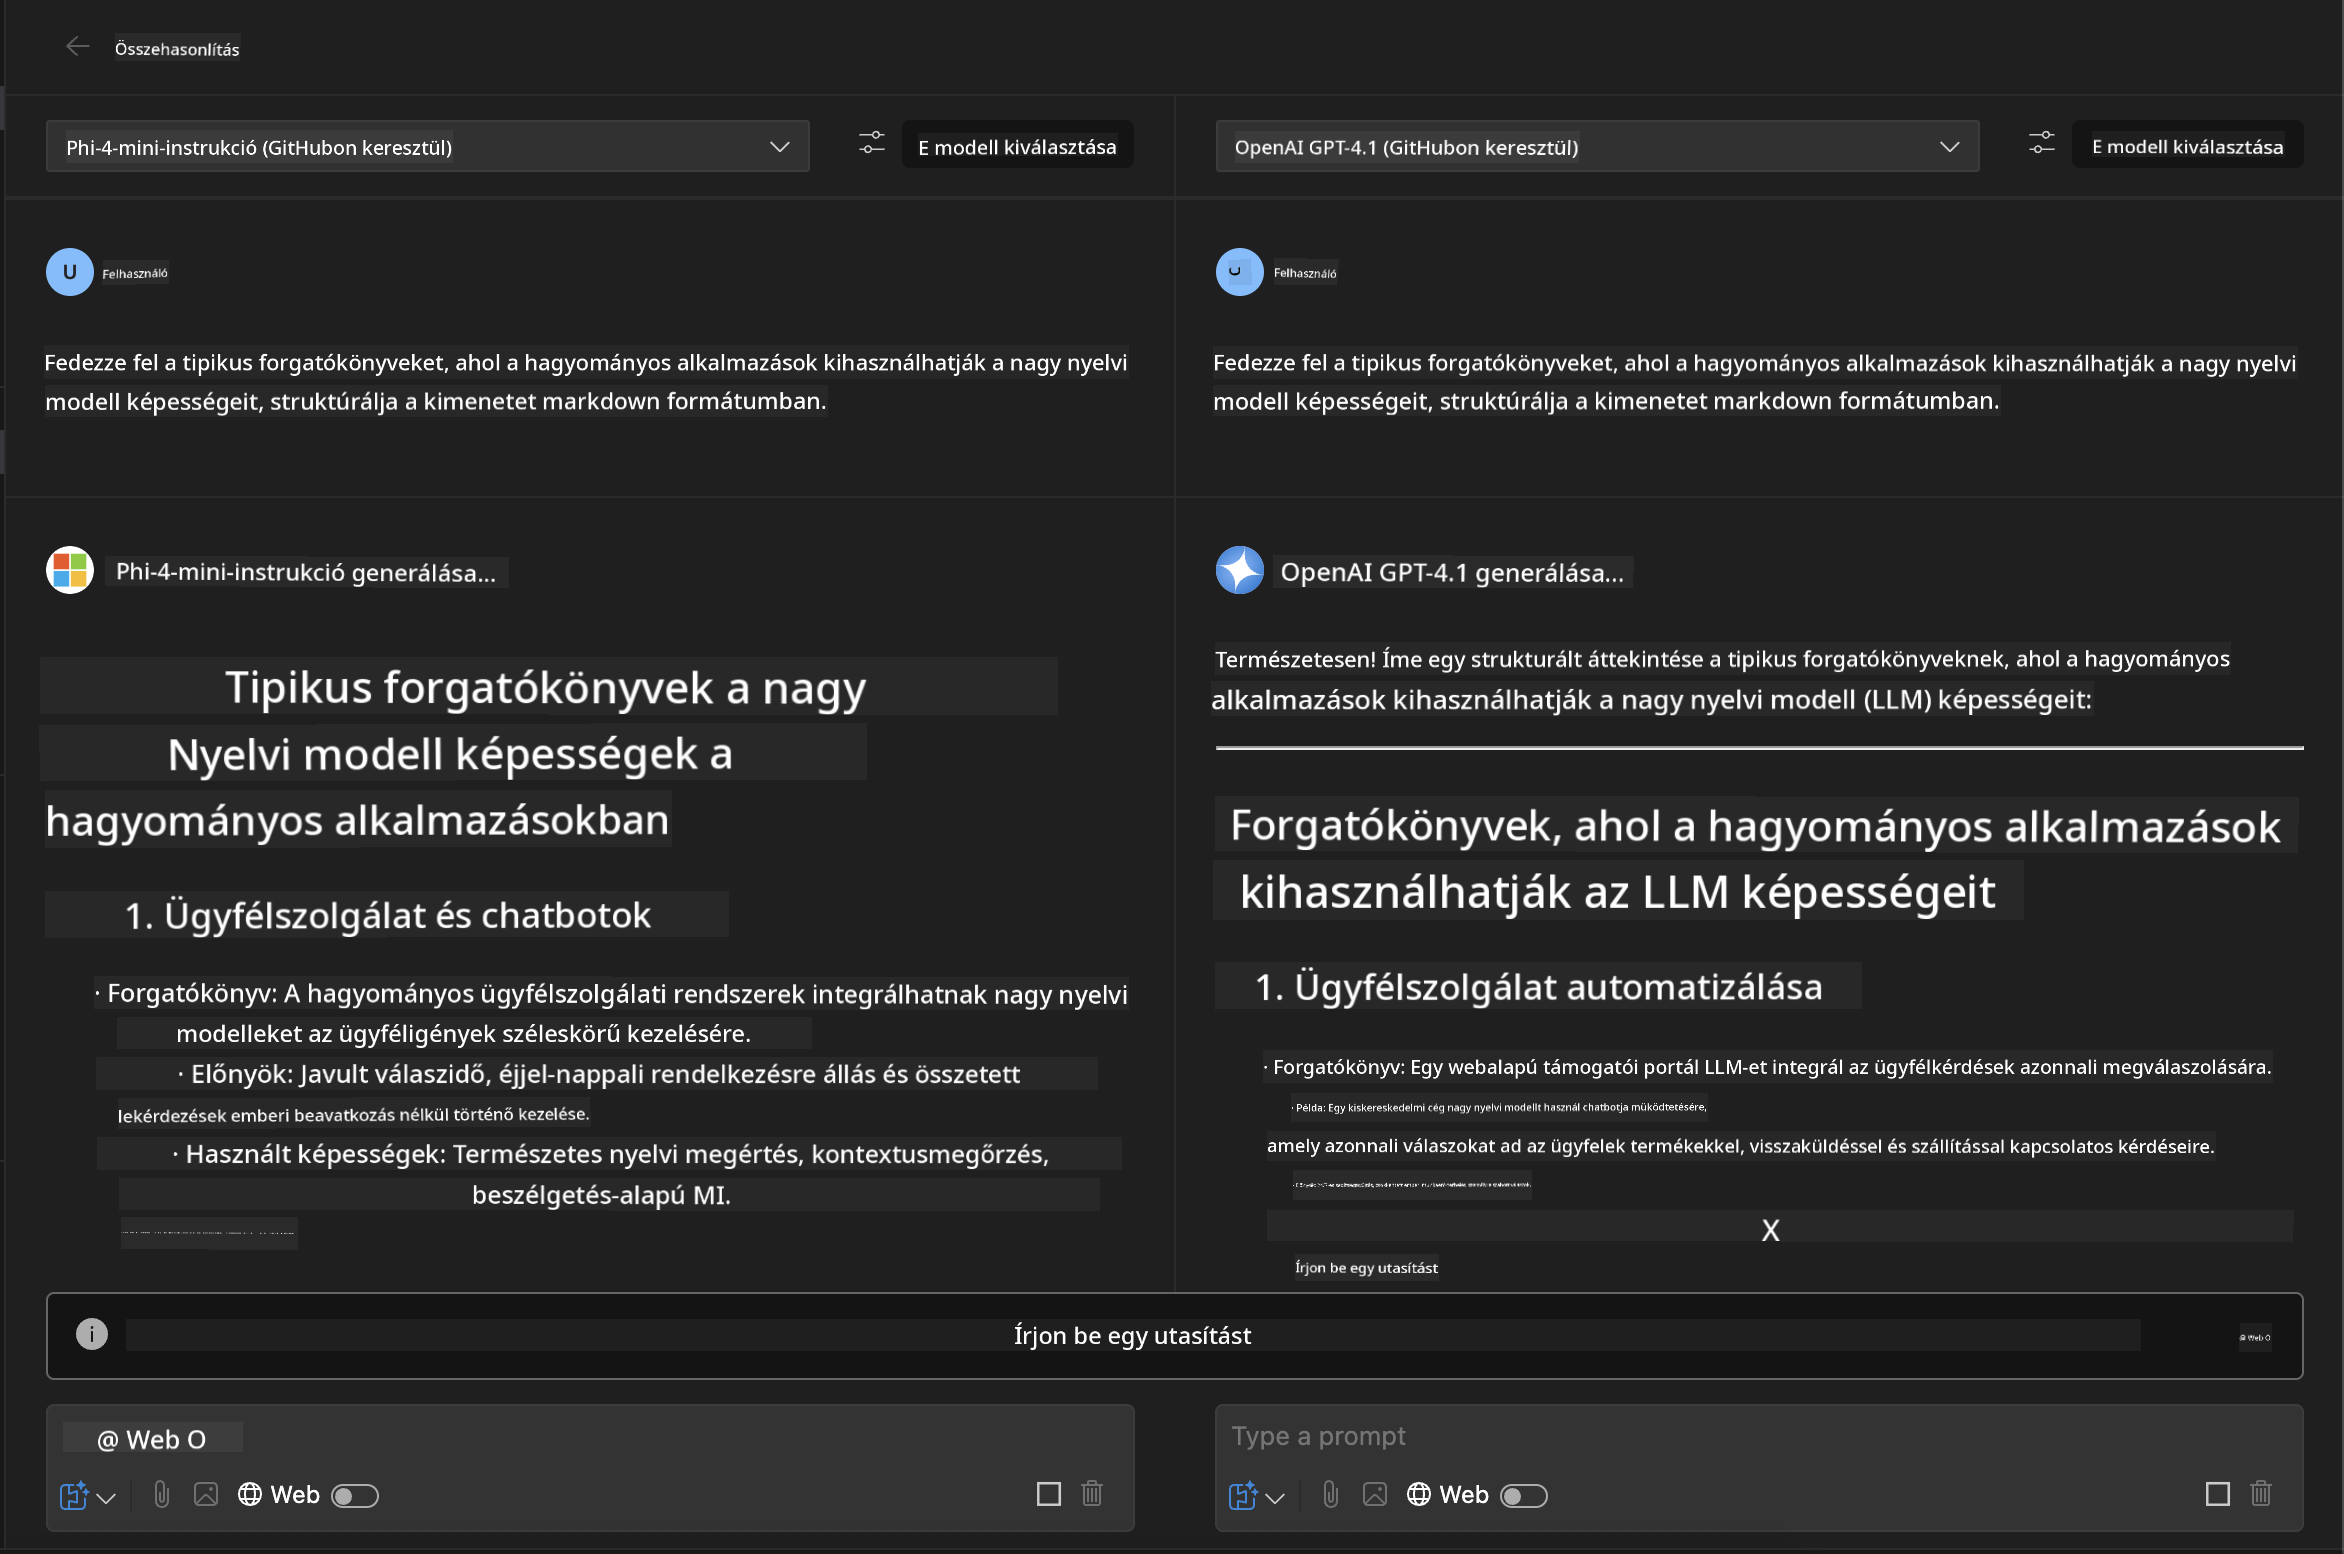 Összehasonlítás
Phi-4-mini-instrukció (GitHubon keresztül)
E modell kiválasztása
OpenAI GPT-4.1 (GitHubon keresztül)
E modell kiválasztása
U
Felhasználó
Fedezze fel a tipikus forgatókönyveket, ahol a hagyományos alkalmazások kihasználhatják a nagy nyelvi
modell képességeit, struktúrálja a kimenetet markdown formátumban.
Phi-4-mini-instrukció generálása...
Tipikus forgatókönyvek a nagy
Nyelvi modell képességek a
hagyományos alkalmazásokban
1. Ügyfélszolgálat és chatbotok
· Forgatókönyv: A hagyományos ügyfélszolgálati rendszerek integrálhatnak nagy nyelvi
modelleket az ügyféligények széleskörű kezelésére.
· Előnyök: Javult válaszidő, éjjel-nappali rendelkezésre állás és összetett
lekérdezések emberi beavatkozás nélkül történő kezelése.
· Használt képességek: Természetes nyelvi megértés, kontextusmegőrzés,
beszélgetés-alapú MI.
Felhasználó
Fedezze fel a tipikus forgatókönyveket, ahol a hagyományos alkalmazások kihasználhatják a nagy nyelvi
modell képességeit, struktúrálja a kimenetet markdown formátumban.
OpenAI GPT-4.1 generálása...
Természetesen! Íme egy strukturált áttekintése a tipikus forgatókönyveknek, ahol a hagyományos
alkalmazások kihasználhatják a nagy nyelvi modell (LLM) képességeit:
Forgatókönyvek, ahol a hagyományos alkalmazások
kihasználhatják az LLM képességeit
1. Ügyfélszolgálat automatizálása
· Forgatókönyv: Egy webalapú támogatói portál LLM-et integrál az ügyfélkérdések azonnali megválaszolására.
· Példa: Egy kiskereskedelmi cég nagy nyelvi modellt használ chatbotja működtetésére,
amely azonnali válaszokat ad az ügyfelek termékekkel, visszaküldéssel és szállítással kapcsolatos kérdéseire.
X
Írjon be egy utasítást
Írjon be egy utasítást
@ Web O
@ Web O
Web
Type a prompt
Web